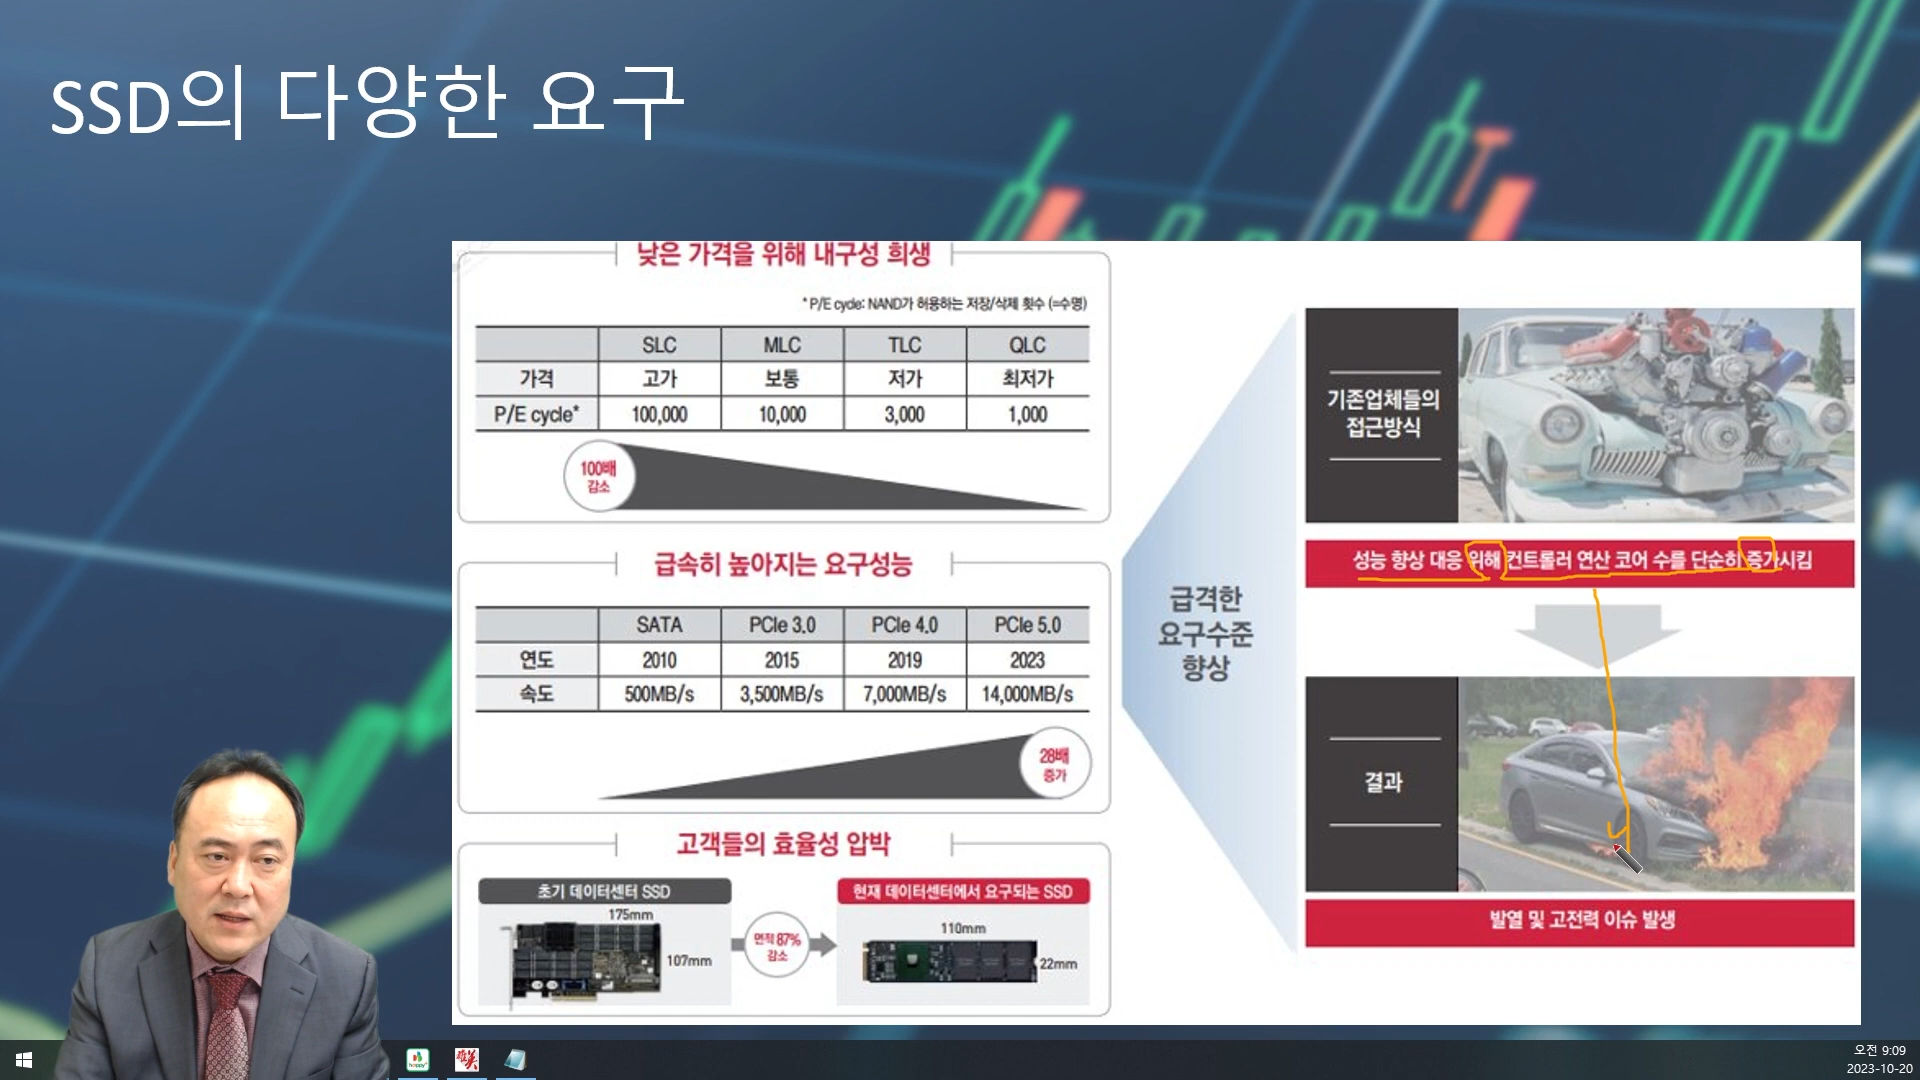 SSD의 다양한 요구
낮은 가격을 위해 내구성 희생
* P/E cycle: NAND가 허용하는 저장/삭제 횟수 (=수명)
SLC MLC TLC QLC
가격 고가 보통 저가 최저가
P/E cycle* 100,000 10,000 3,000 1,000
100배
감소
급속히 높아지는 요구성능
SATA PCIe 3.0 PCIe 4.0 PCIe 5.0
연도 2010 2015 2019 2023
속도 500MB/s 3,500MB/s 7,000MB/s 14,000MB/s
28배
증가
고객들의 효율성 압박
초기 데이터센터 SSD
175mm
107mm
면적 87%
감소
현재 데이터센터에서 요구되는 SSD
110mm
22mm
급격한
요구수준
향상
기존업체들의
접근방식
성능 향상 대응 위해 컨트롤러 연산 코어 수를 단순히 증가시킴
결과
발열 및 고전력 이슈 발생
오전 9:09
2023-10-20